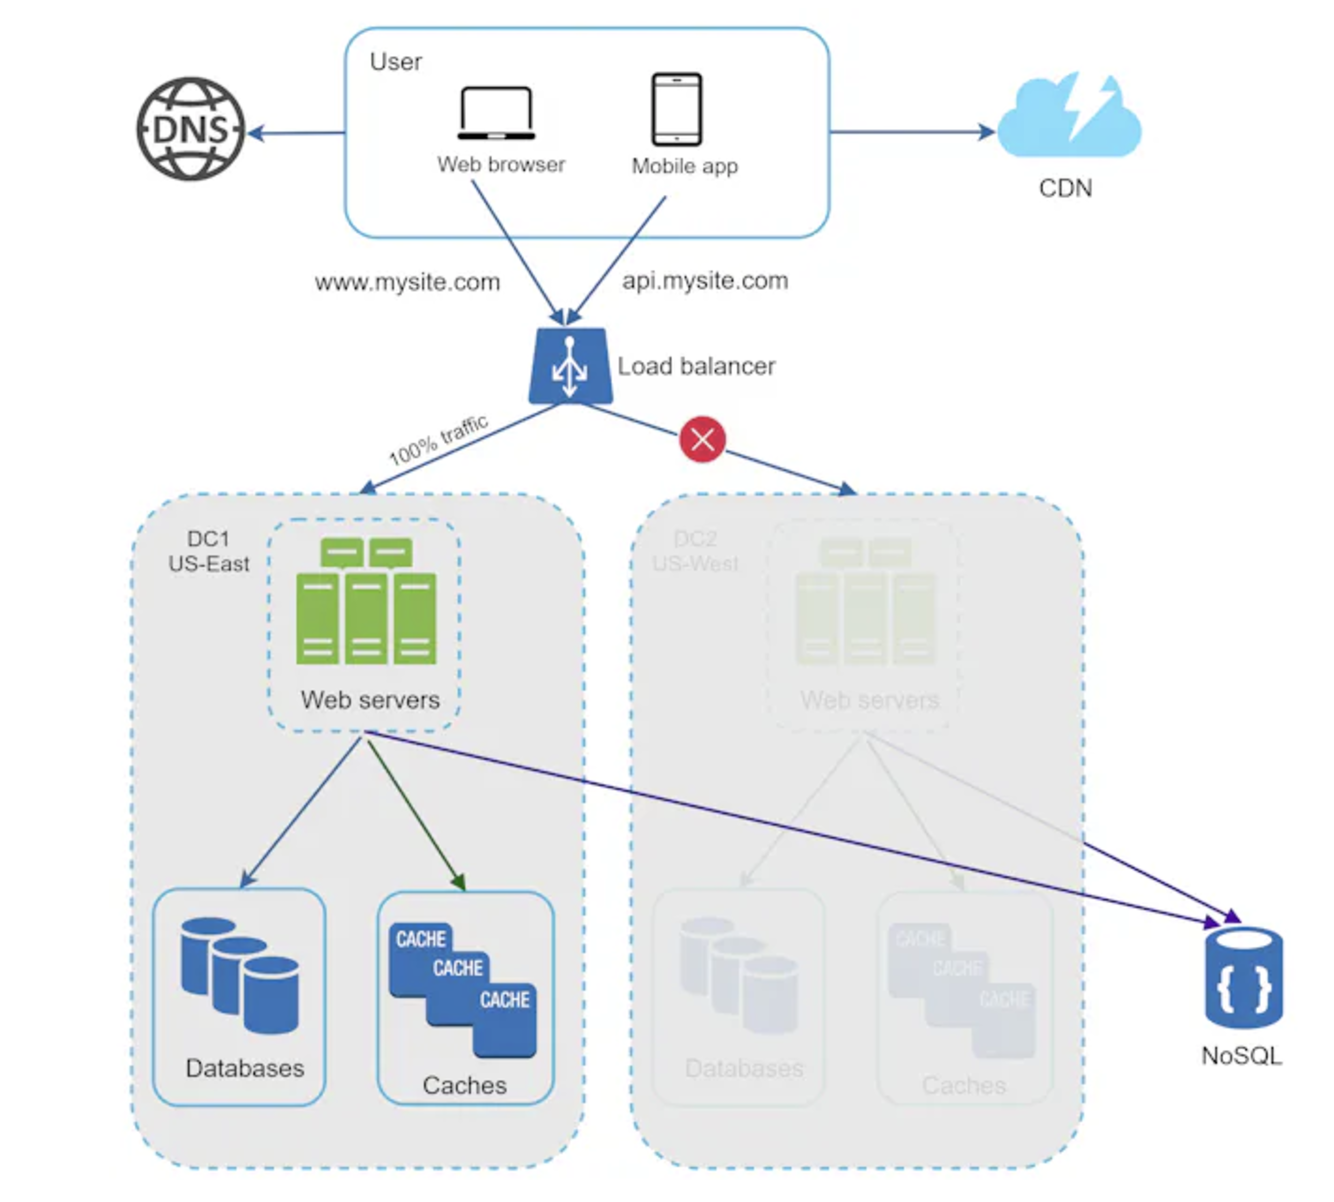 User
DNS
Web browser
Mobile app
CDN
www.mysite.com
api.mysite.com
Load balancer
100% traffic
DC1
US-East
Web servers
DC2
US-West
Web servers
CACHE
CACHE
CACHE
Databases
Caches
CACHE
CACHE
CACHE
Databases
Caches
{ }
NoSQL